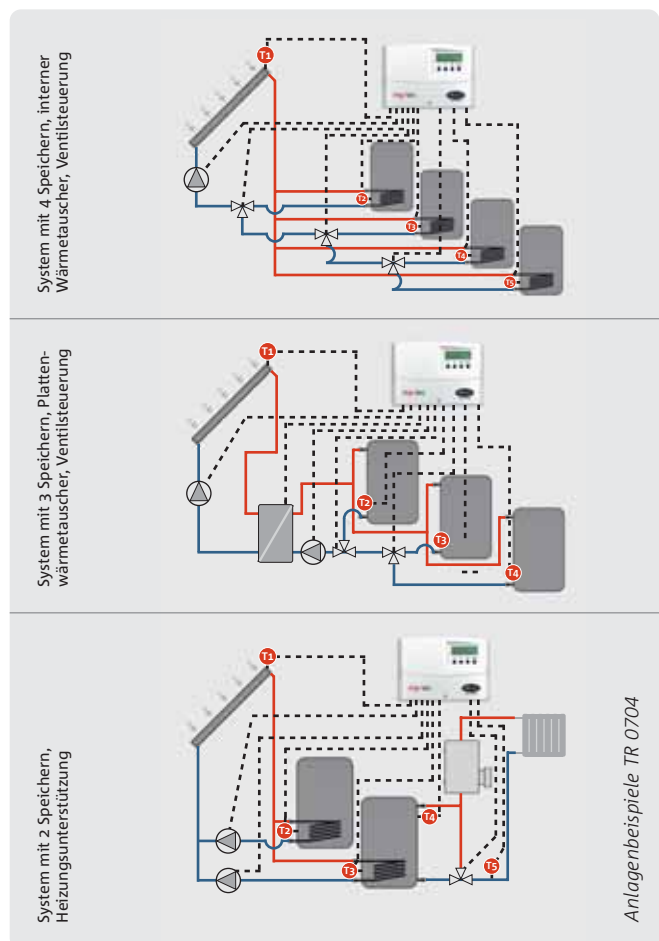 System mit 4 Speichern, interner
Wärmetauscher, Ventilsteuerung
T1
T2
T3
T4
T5
System mit 3 Speichern, Platten-
wärmetauscher, Ventilsteuerung
T1
T2
T3
T4
System mit 2 Speichern,
Heizungsunterstützung
T1
T2
T4
T3
T5
Anlagenbeispiele TR 0704